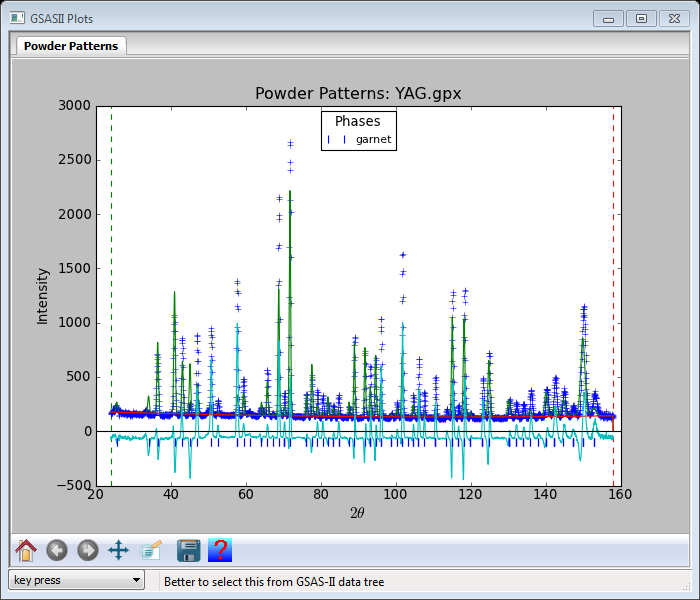 GSASII Plots
Powder Patterns
Powder Patterns: YAG.gpx
3000
2500
2000
1500
1000
500
0
−500
Intensity
Phases
garnet
20
40
60
80
100
120
140
160
2θ
?
key press
Better to select this from GSAS-II data tree